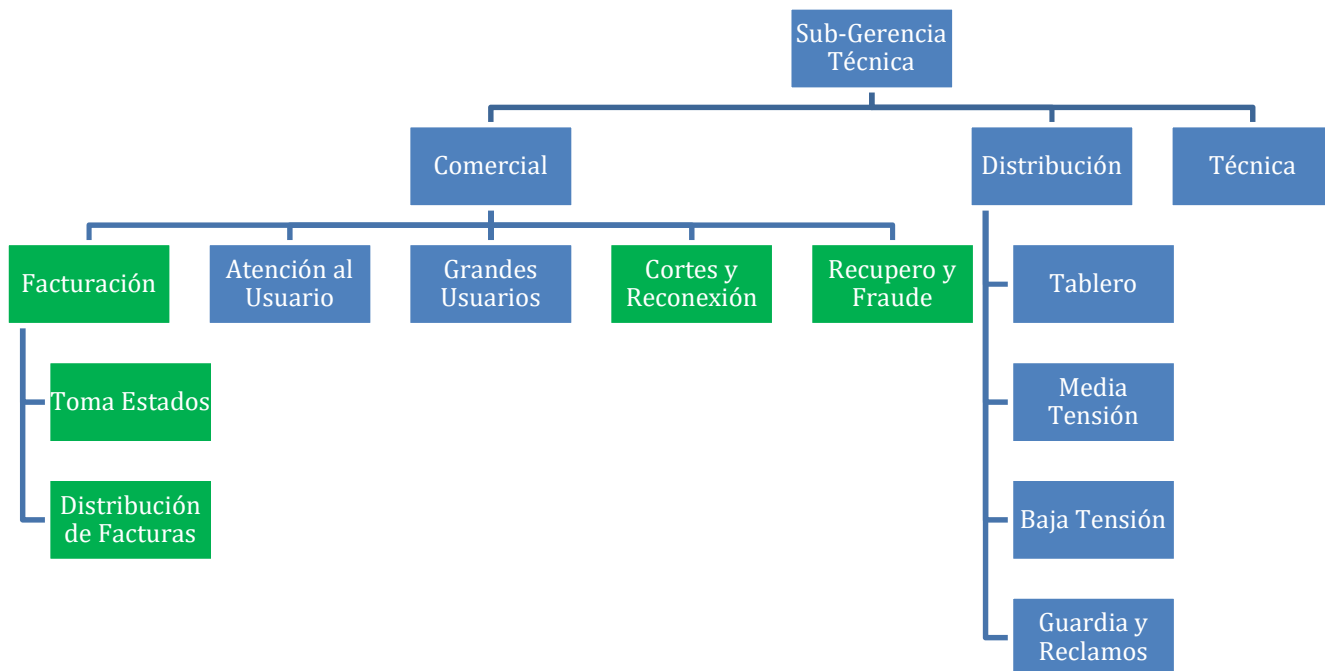 Sub-Gerencia
Técnica
Comercial
Distribución
Técnica
Facturación
Atención al
Usuario
Grandes
Usuarios
Cortes y
Reconexión
Recupero y
Fraude
Tablero
Toma Estados
Media
Tensión
Distribución
de Facturas
Baja Tensión
Guardia y
Reclamos